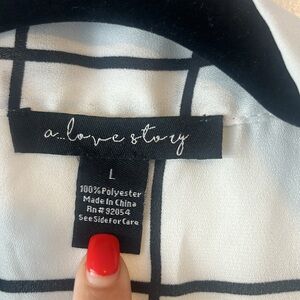 a...love story
L
100%Polyester
Made In China
Rn#92054
See Side For Care